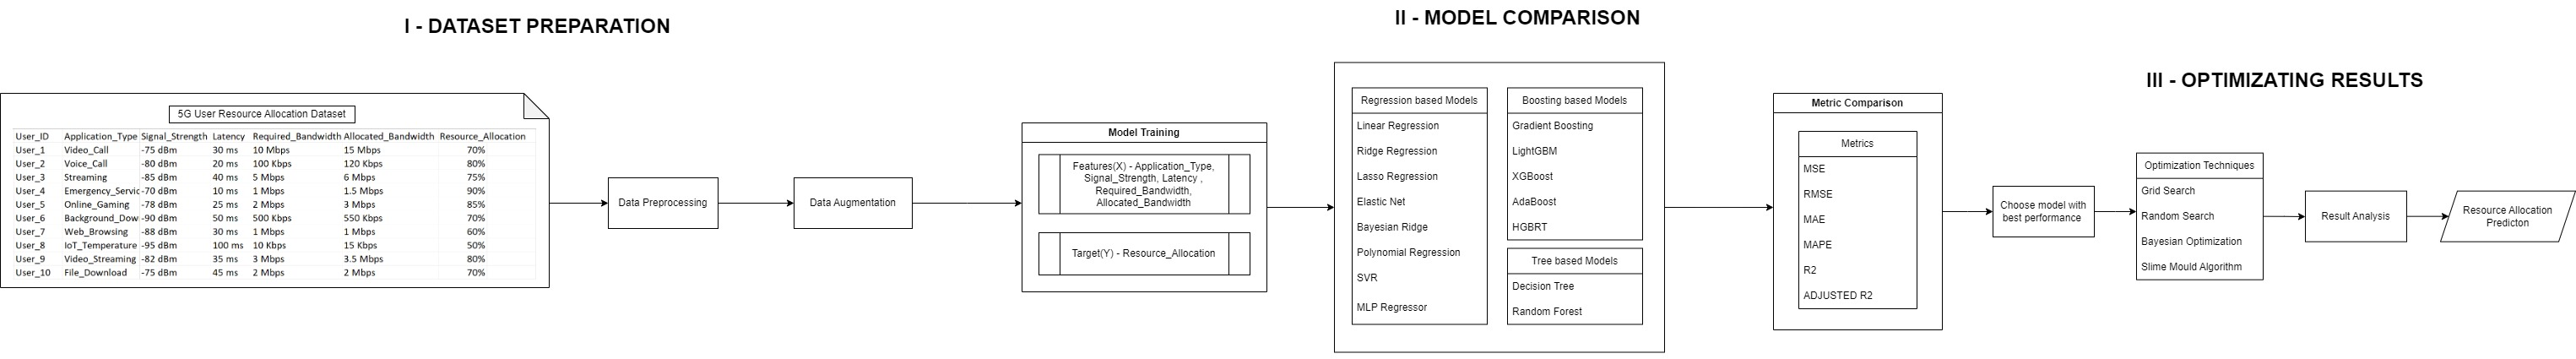 I - DATASET PREPARATION
5G User Resource Allocation Dataset
User_ID Application_Type Signal_Strength Latency Required_Bandwidth Allocated_Bandwidth Resource_Allocation
User_1 Video_Call -75 dBm 30 ms 10 Mbps 15 Mbps 70%
User_2 Voice_Call -80 dBm 20 ms 100 Kbps 120 Kbps 80%
User_3 Streaming -85 dBm 40 ms 5 Mbps 6 Mbps 75%
User_4 Emergency_Servic -70 dBm 10 ms 1 Mbps 1.5 Mbps 90%
User_5 Online_Gaming -78 dBm 25 ms 2 Mbps 3 Mbps 85%
User_6 Background_Dow -90 dBm 50 ms 500 Kbps 550 Kbps 70%
User_7 Web_Browsing -88 dBm 30 ms 1 Mbps 1 Mbps 60%
User_8 IoT_Temperature -95 dBm 100 ms 10 Kbps 15 Kbps 50%
User_9 Video_Streaming -82 dBm 35 ms 3 Mbps 3.5 Mbps 80%
User_10 File_Download -75 dBm 45 ms 2 Mbps 2 Mbps 70%
Data Preprocessing
Data Augmentation
Model Training
Features(X) - Application_Type,
Signal_Strength, Latency ,
Required_Bandwidth,
Allocated_Bandwidth
Target(Y) - Resource_Allocation
II - MODEL COMPARISON
Regression based Models
Linear Regression
Ridge Regression
Lasso Regression
Elastic Net
Bayesian Ridge
Polynomial Regression
SVR
MLP Regressor
Boosting based Models
Gradient Boosting
LightGBM
XGBoost
AdaBoost
HGBRT
Tree based Models
Decision Tree
Random Forest
Metric Comparison
Metrics
MSE
RMSE
MAE
MAPE
R2
ADJUSTED R2
Choose model with
best performance
III - OPTIMIZATING RESULTS
Optimization Techniques
Grid Search
Random Search
Bayesian Optimization
Slime Mould Algorithm
Result Analysis
Resource Allocation
Predicton